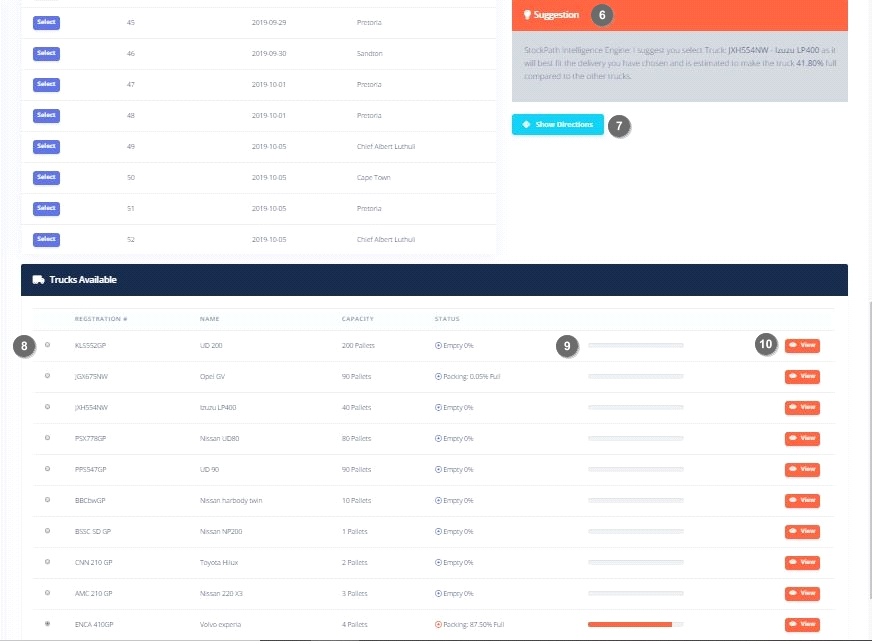 Select 45 2019-09-29 Pretoria
Select 46 2019-09-30 Sandton
Select 47 2019-10-01 Pretoria
Select 48 2019-10-01 Pretoria
Select 49 2019-10-05 Chief Albert Luthuli
Select 50 2019-10-05 Cape Town
Select 51 2019-10-05 Pretoria
Select 52 2019-10-05 Chief Albert Luthuli
Suggestion 6
StockPath Intelligence Engine: I suggest you select Truck: JXH554NW - Izuzu LP400 as it
will best fit the delivery you have chosen and is estimated to make the truck 41.80% full
compared to the other trucks.
Show Directions 7
Trucks Available
REGSTRATION # NAME CAPACITY STATUS
8 KLS552GP UD 200 200 Pallets Empty 0% 9 10 View
JGX675NW Opel GV 90 Pallets Packing: 0.05% Full View
JXH554NW Izuzu LP400 40 Pallets Empty 0% View
PSX778GP Nissan UD80 80 Pallets Empty 0% View
PPS547GP UD 90 90 Pallets Empty 0% View
BBCbwGP Nissan harbody twin 10 Pallets Empty 0% View
BSSC SD GP Nissan NP200 1 Pallets Empty 0% View
CNN 210 GP Toyota Hilux 2 Pallets Empty 0% View
AMC 210 GP Nissan 220 X3 3 Pallets Empty 0% View
ENCA 410GP Volvo experia 4 Pallets Packing: 87.50% Full View